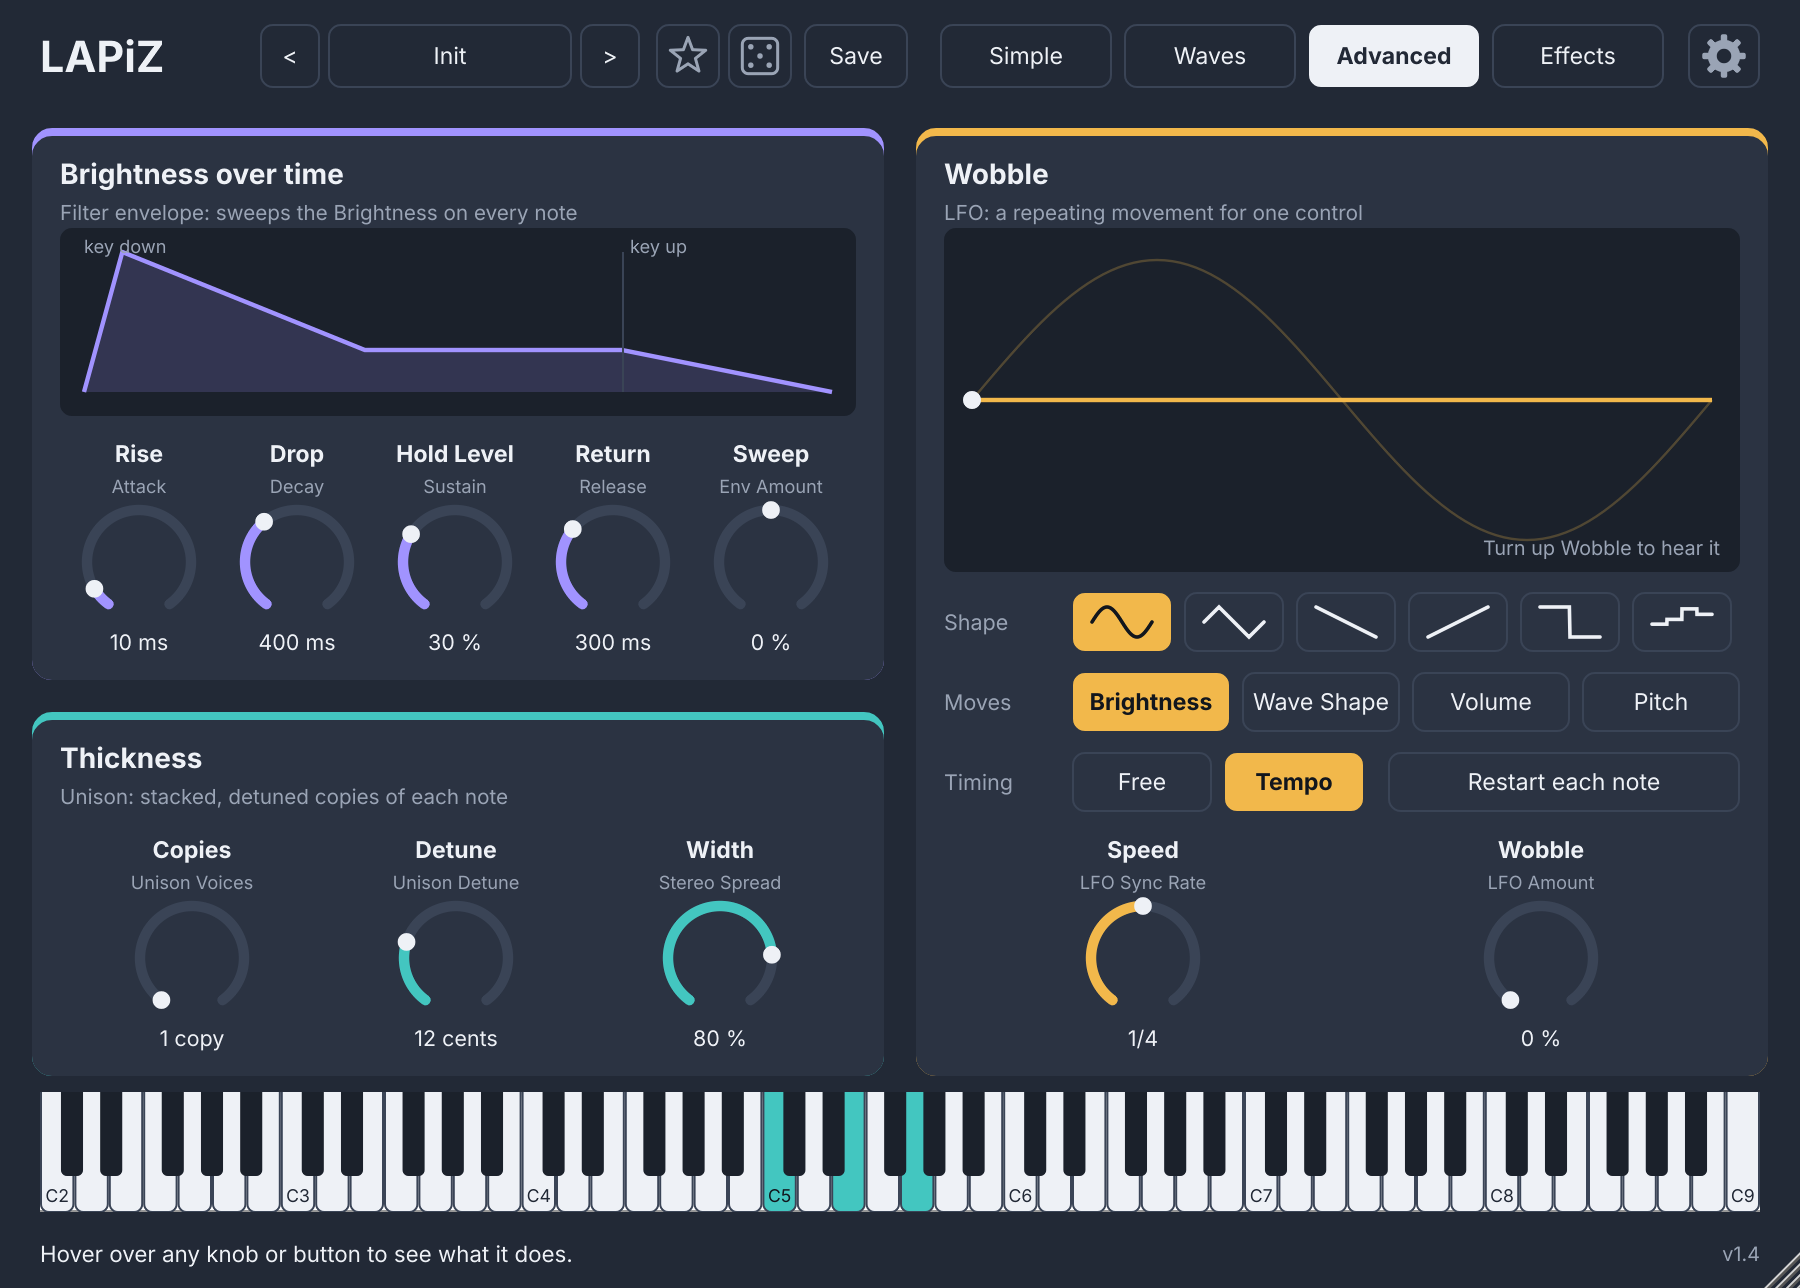 LAPiZ
<
Init
>
Save
Simple
Waves
Advanced
Effects
Brightness over time
Filter envelope: sweeps the Brightness on every note
key down
key up
Rise
Drop
Hold Level
Return
Sweep
Attack
Decay
Sustain
Release
Env Amount
10 ms
400 ms
30 %
300 ms
0 %
Thickness
Unison: stacked, detuned copies of each note
Copies
Detune
Width
Unison Voices
Unison Detune
Stereo Spread
1 copy
12 cents
80 %
Wobble
LFO: a repeating movement for one control
Turn up Wobble to hear it
Shape
Moves
Brightness
Wave Shape
Volume
Pitch
Timing
Free
Tempo
Restart each note
Speed
Wobble
LFO Sync Rate
LFO Amount
1/4
0 %
C2
C3
C4
C5
C6
C7
C8
C9
Hover over any knob or button to see what it does.
v1.4